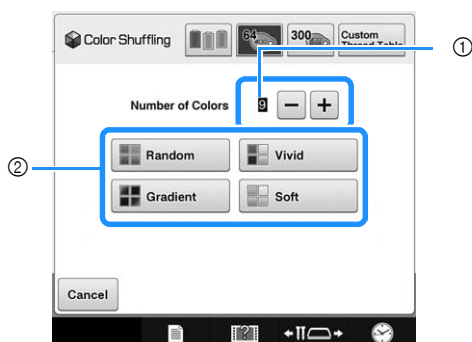 Color Shuffling 64 300 Custom
Thread Table
①
Number of Colors 9 − +
②
Random Vivid
Gradient Soft
Cancel
?